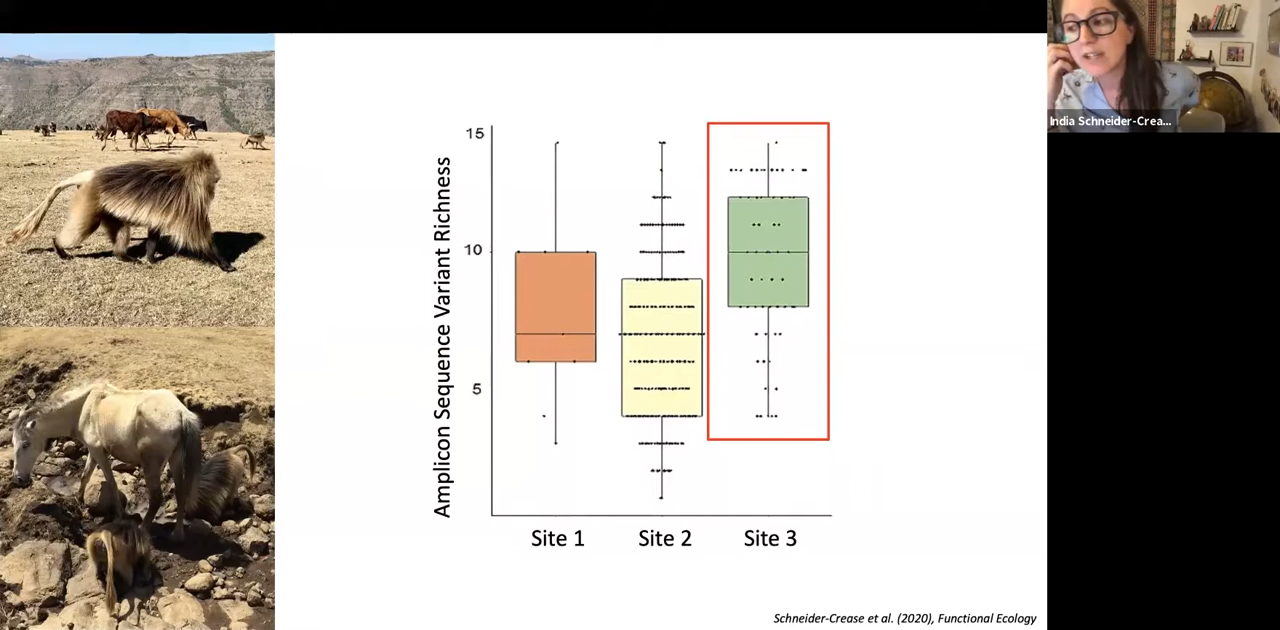 India Schneider-Crea...
Amplicon Sequence Variant Richness
15
10
5
Site 1
Site 2
Site 3
Schneider-Crease et al. (2020), Functional Ecology